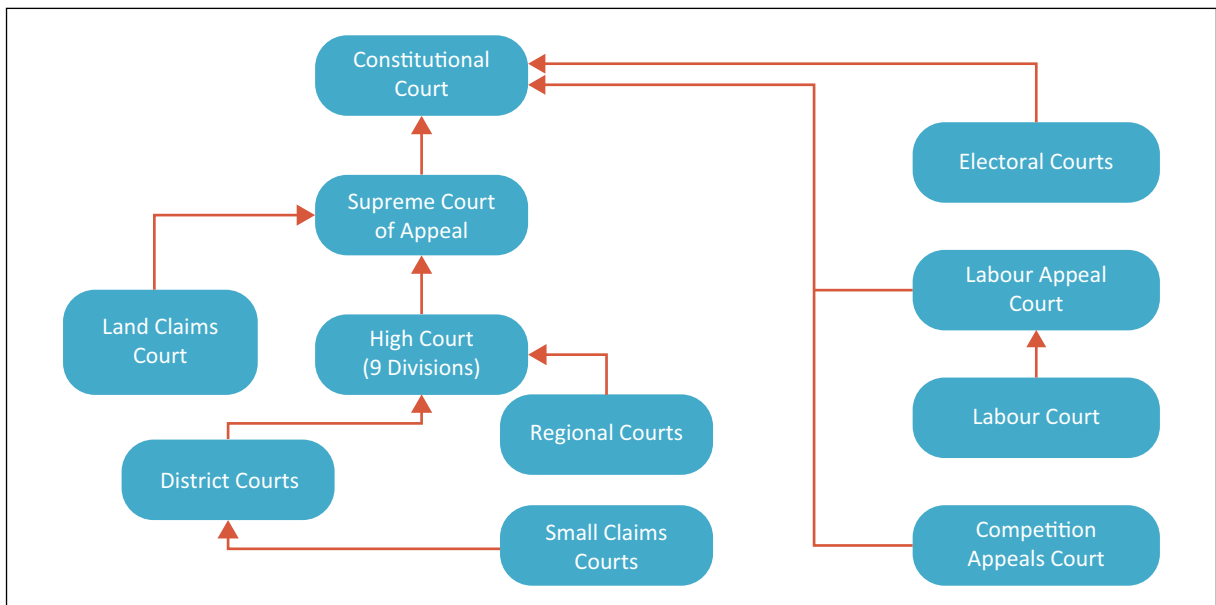 Constitutional
Court
Electoral Courts
Supreme Court
of Appeal
Labour Appeal
Court
Land Claims
Court
High Court
(9 Divisions)
Regional Courts
Labour Court
District Courts
Small Claims
Courts
Competition
Appeals Court